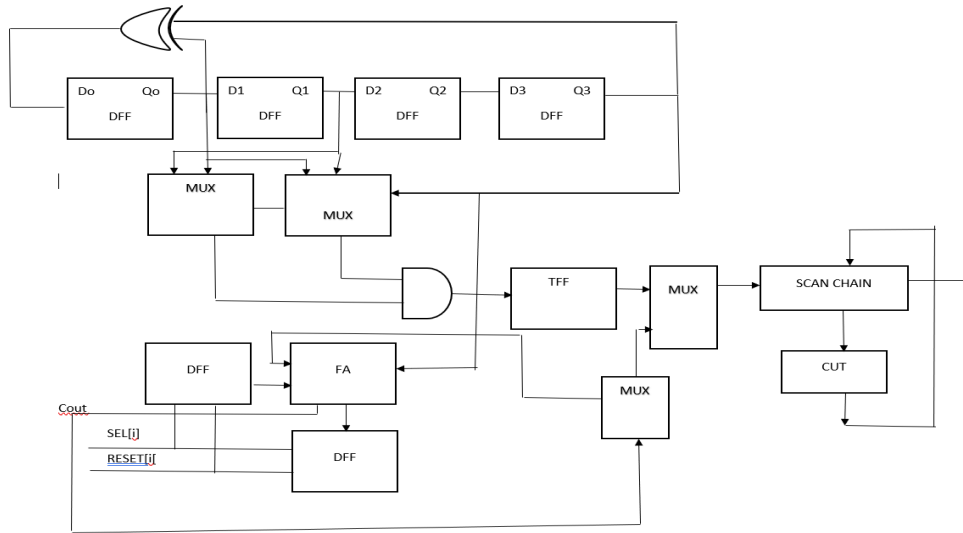 Do Qo
DFF
D1 Q1
DFF
D2 Q2
DFF
D3 Q3
DFF
MUX
MUX
TFF
MUX
SCAN CHAIN
DFF
FA
MUX
CUT
Cout
SEL[i]
RESET[i[
DFF